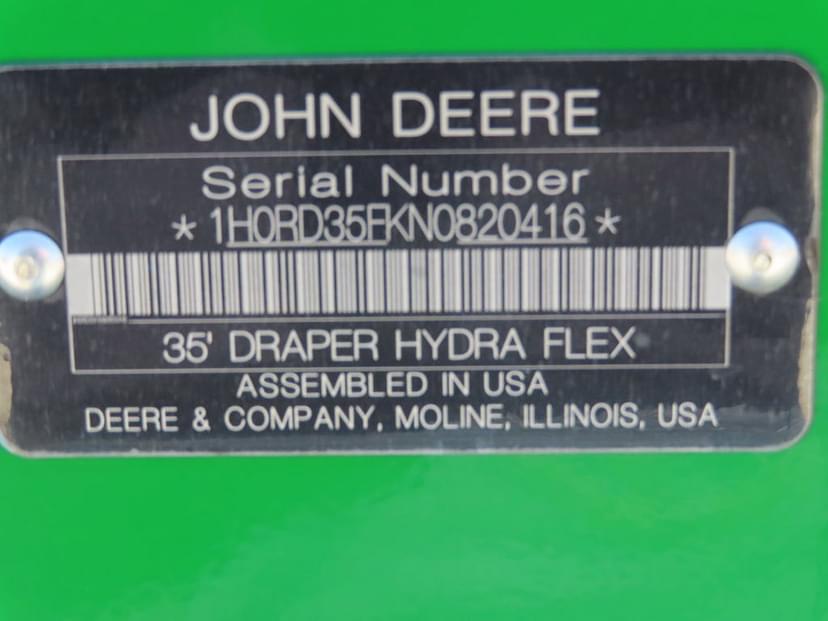 JOHN DEERE
Serial Number
* 1H0RD35FKN0820416 *
35' DRAPER HYDRA FLEX
ASSEMBLED IN USA
DEERE & COMPANY, MOLINE, ILLINOIS, USA